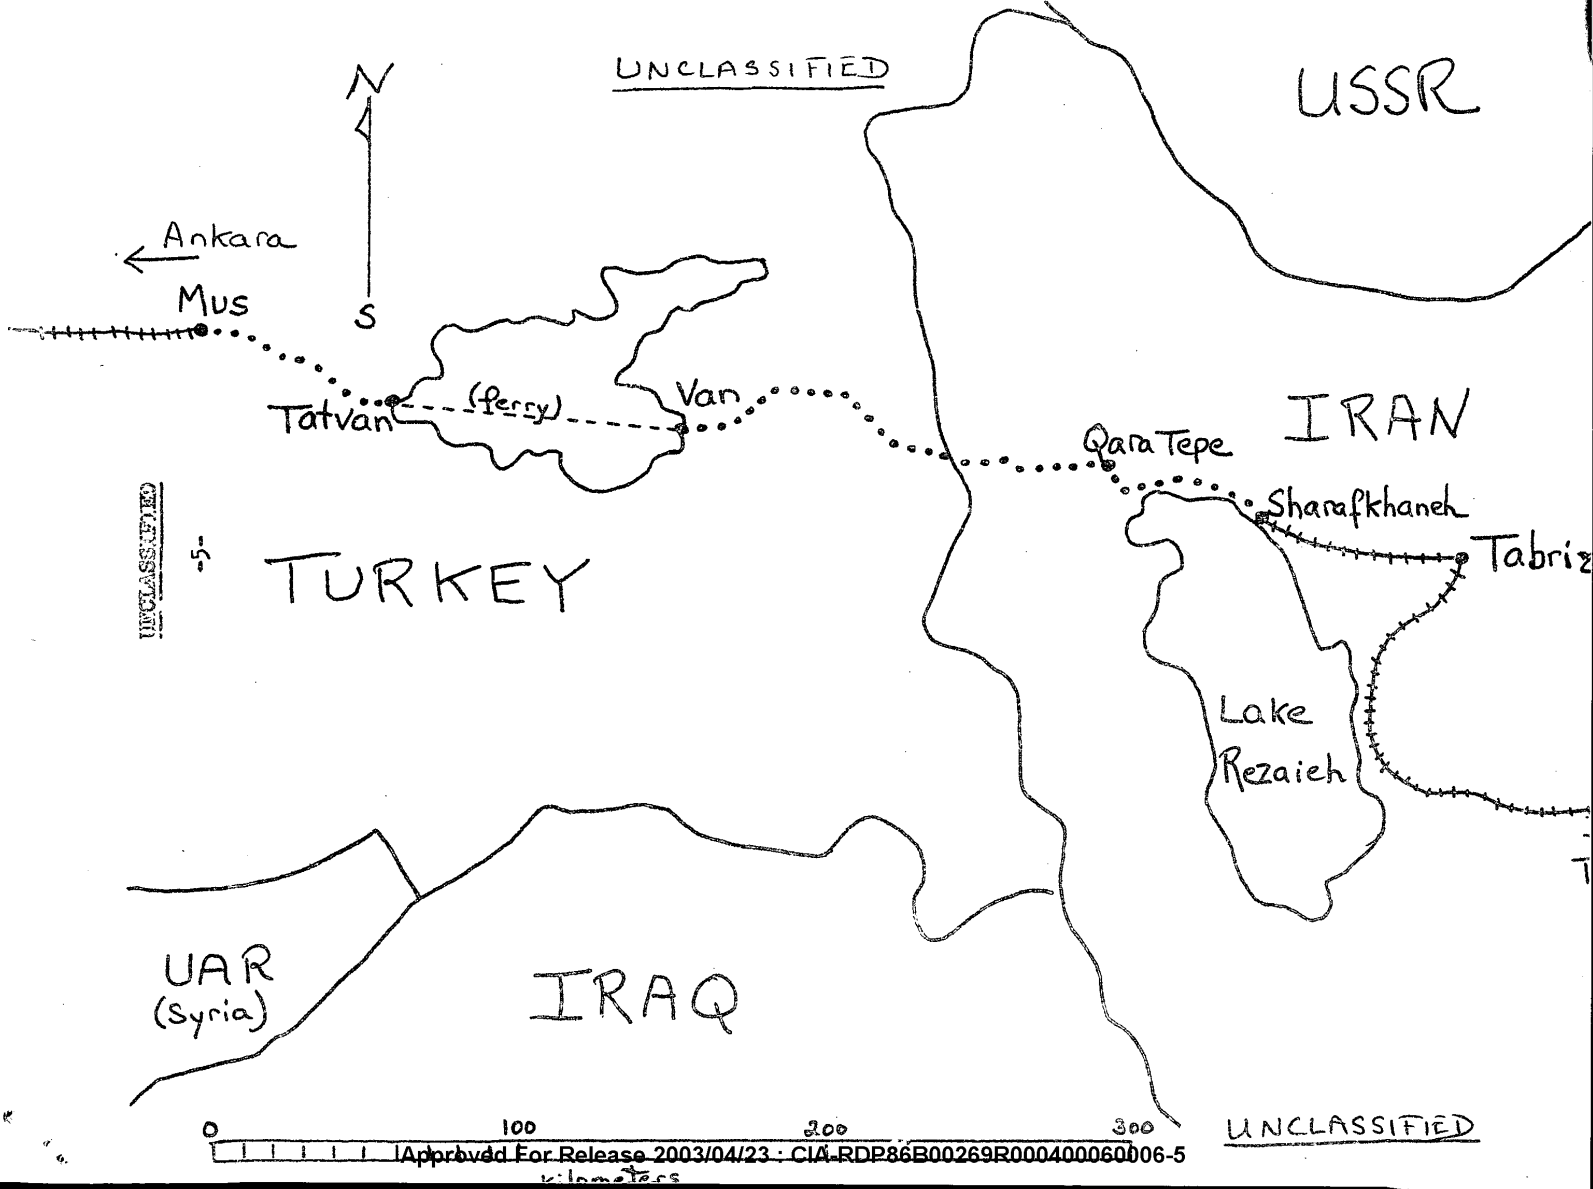 UNCLASSIFIED
USSR
N
Ankara
Mus
S
(ferry)
Van
Tatvan
IRAN
Qara Tepe
Sharafkhaneh
Tabriz
UNCLASSIFIED
-5-
TURKEY
Lake
Rezaieh
T
UAR
(Syria)
IRAQ
0 100 200 300
UNCLASSIFIED
Approved For Release 2003/04/23 : CIA-RDP86B00269R000400060006-5
kilometers